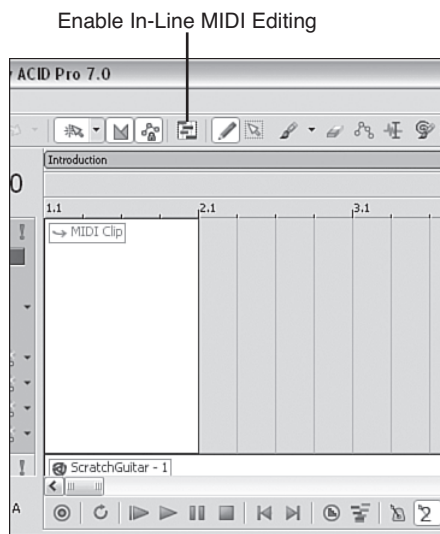 Enable In-Line MIDI Editing
ACID Pro 7.0
Introduction
0
1.1 2.1 3.1
MIDI Clip
ScratchGuitar - 1
A
2